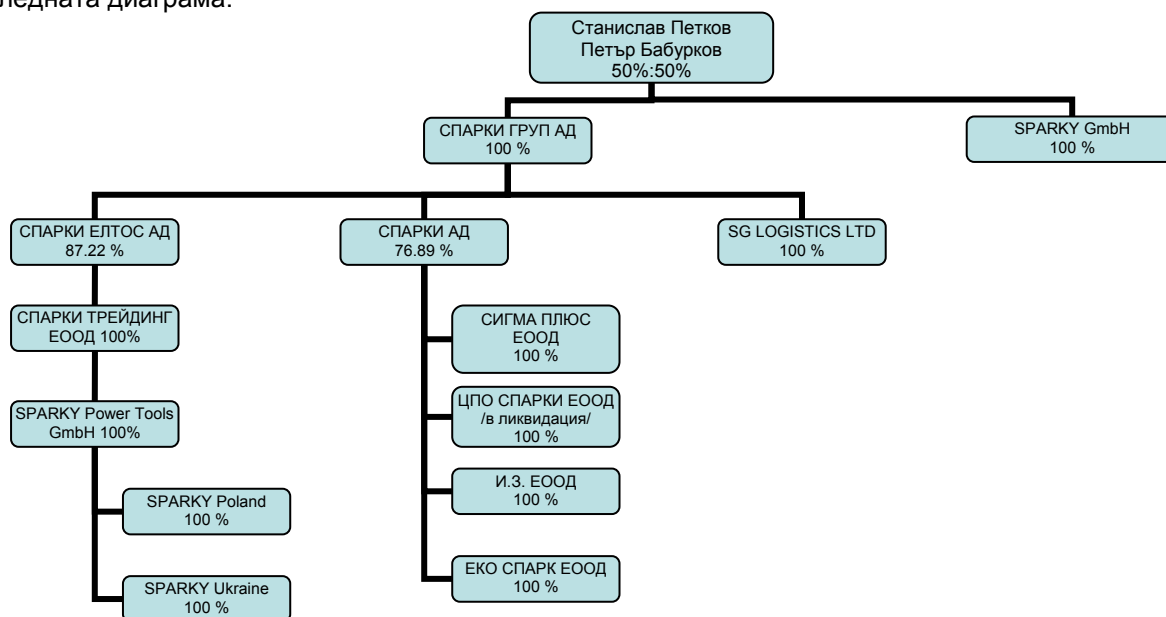 диаграма:
Станислав Петков
Петър Бабурков
50%:50%
СПАРКИ ГРУП АД
100 %
SPARKY GmbH
100 %
СПАРКИ ЕЛТОС АД
87.22 %
СПАРКИ АД
76.89 %
SG LOGISTICS LTD
100 %
СПАРКИ ТРЕЙДИНГ
ЕООД 100%
SPARKY Power Tools
GmbH 100%
SPARKY Poland
100 %
SPARKY Ukraine
100 %
СИГМА ПЛЮС
ЕООД
100 %
ЦПО СПАРКИ ЕООД
/в ликвидация/
100 %
И.З. ЕООД
100 %
ЕКО СПАРК ЕООД
100 %